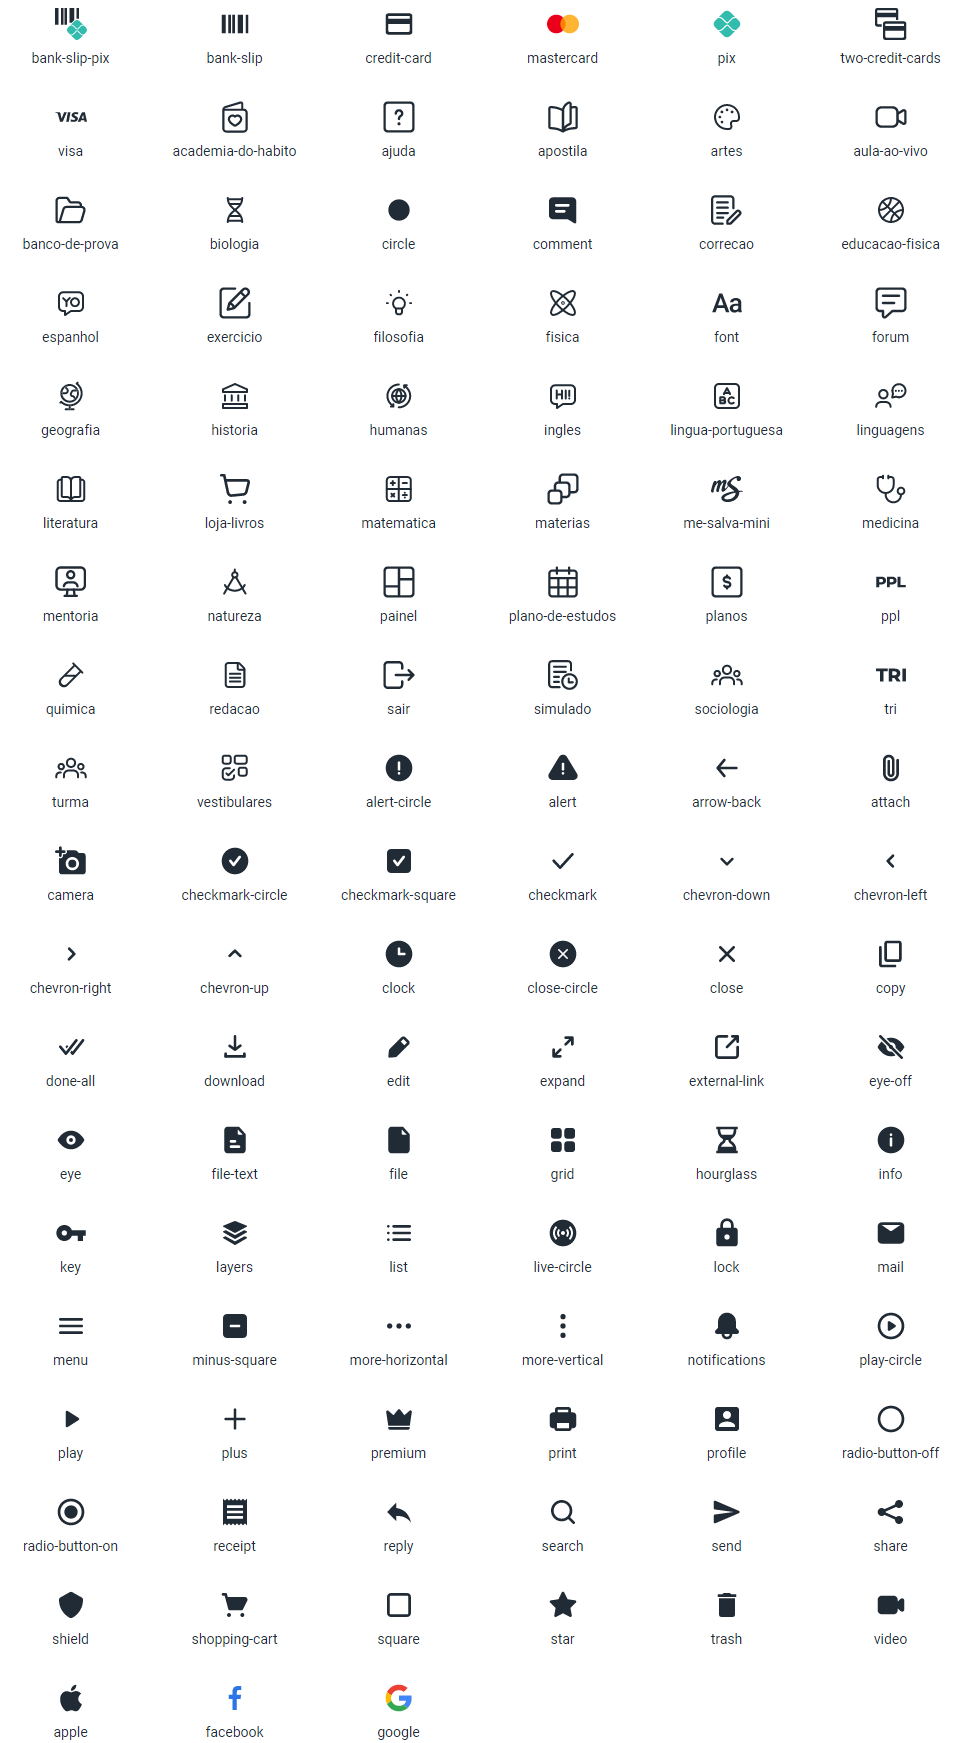 bank-slip-pix bank-slip credit-card mastercard pix two-credit-cards
VISA
visa academia-do-habito ajuda apostila artes aula-ao-vivo
banco-de-prova biologia circle comment correcao educacao-fisica
YO Aa
espanhol exercicio filosofia fisica font forum
HI! A
BC
geografia historia humanas ingles lingua-portuguesa linguagens
mS
literatura loja-livros matematica materias me-salva-mini medicina
$ PPL
mentoria natureza painel plano-de-estudos planos ppl
TRI
quimica redacao sair simulado sociologia tri
turma vestibulares alert-circle alert arrow-back attach
camera checkmark-circle checkmark-square checkmark chevron-down chevron-left
chevron-right chevron-up clock close-circle close copy
done-all download edit expand external-link eye-off
eye file-text file grid hourglass info
key layers list live-circle lock mail
menu minus-square more-horizontal more-vertical notifications play-circle
play plus premium print profile radio-button-off
radio-button-on receipt reply search send share
shield shopping-cart square star trash video
apple facebook google